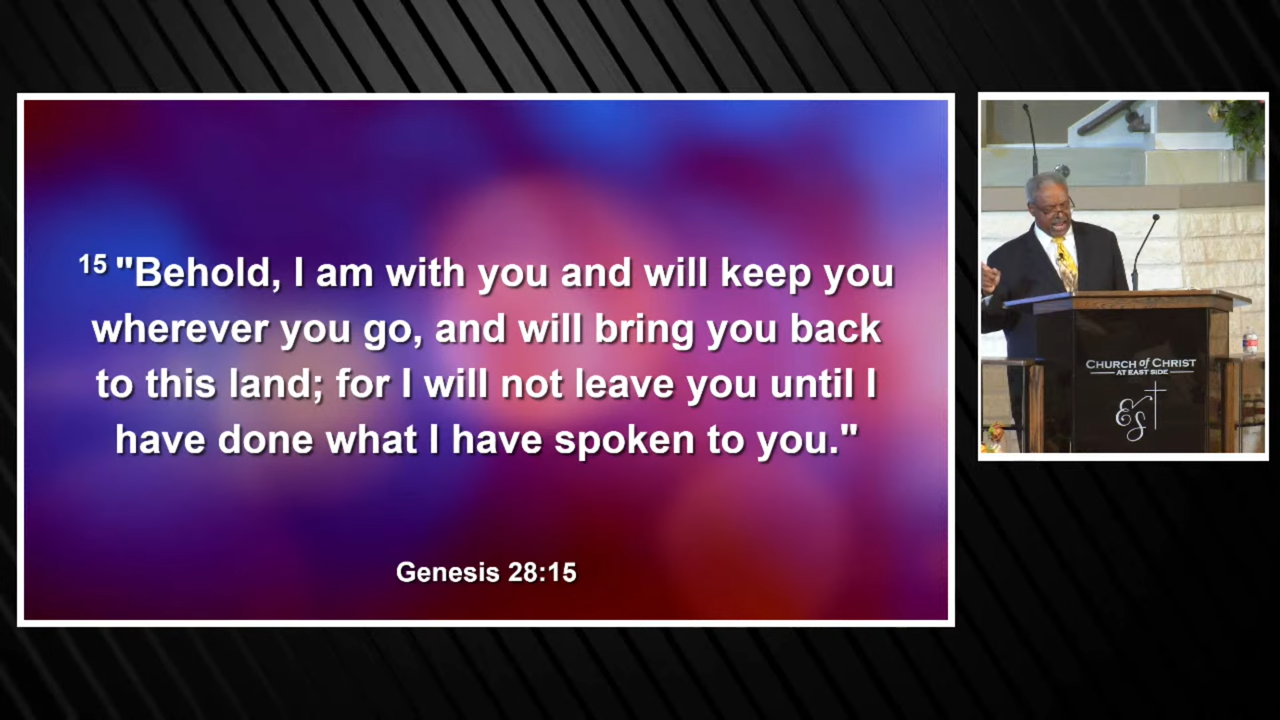 15 "Behold, I am with you and will keep you
wherever you go, and will bring you back
to this land; for I will not leave you until I
have done what I have spoken to you."
Genesis 28:15
CHURCH of CHRIST
AT EAST SIDE
ES